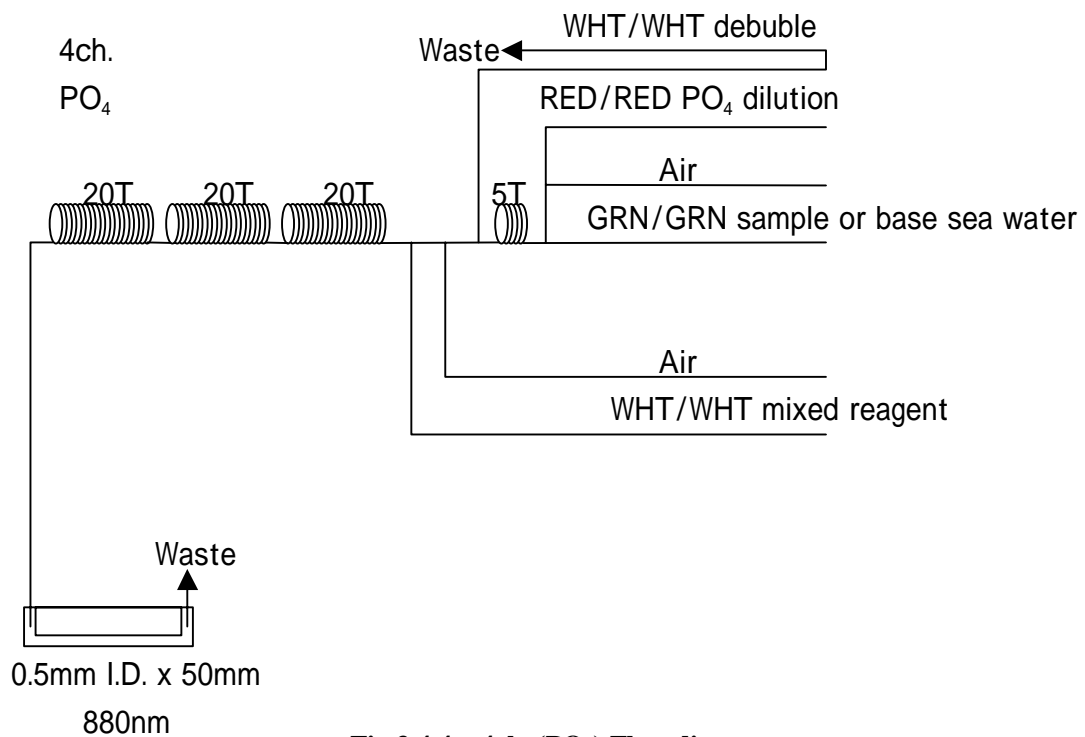 4ch.
PO₄
WHT/WHT debuble
Waste
RED/RED PO₄ dilution
Air
20T 20T 20T 5T
GRN/GRN sample or base sea water
Air
WHT/WHT mixed reagent
Waste
0.5mm I.D. x 50mm
880nm